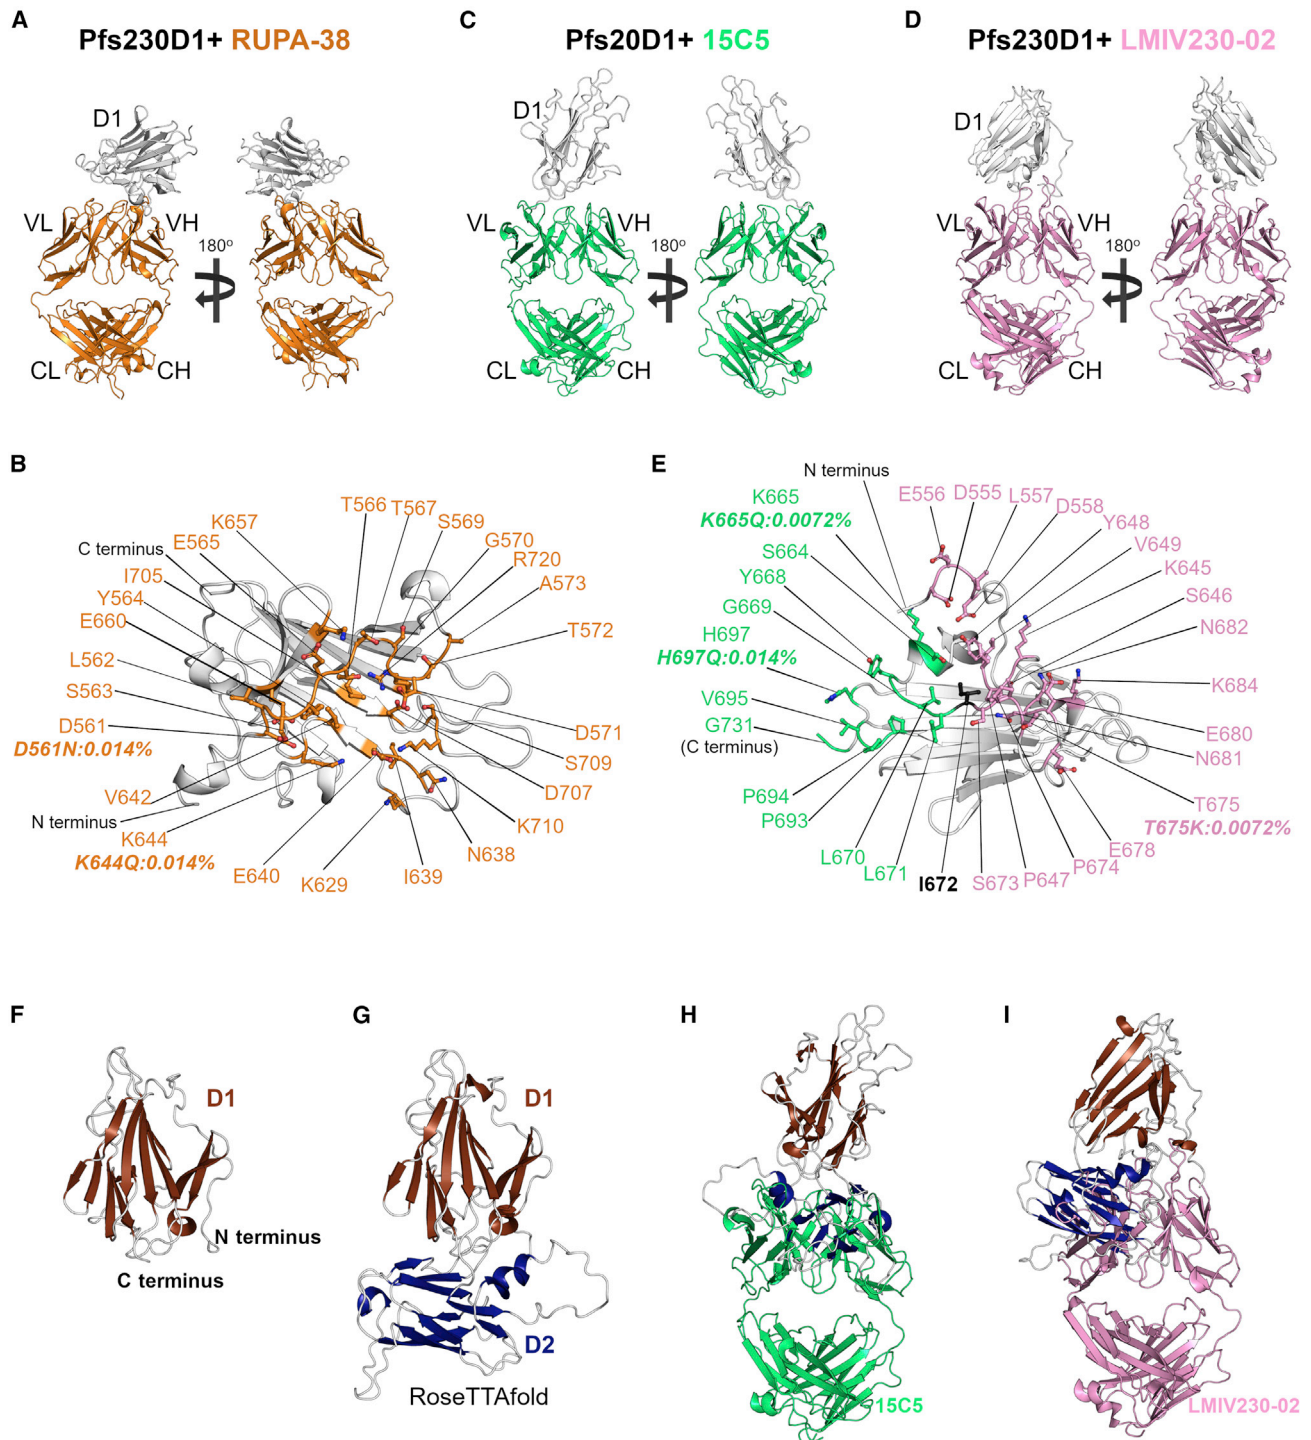 A
Pfs230D1+ RUPA-38
D1
VL
VH
180°
CL
CH
C
Pfs20D1+ 15C5
D1
VL
VH
180°
CL
CH
D
Pfs230D1+ LMIV230-02
D1
VL
VH
180°
CL
CH
B
T566
T567
S569
G570
R720
A573
T572
K657
E565
C terminus
I705
Y564
E660
L562
S563
D561
D561N:0.014%
V642
N terminus
K644
K644Q:0.014%
E640
K629
I639
N638
K710
D707
S709
D571
E
N terminus
K665
K665Q:0.0072%
S664
Y668
G669
H697
H697Q:0.014%
V695
G731
(C terminus)
P694
P693
L670
L671
I672
S673
P647
P674
E678
T675
T675K:0.0072%
N681
E680
K684
N682
S646
K645
V649
Y648
D558
L557
D555
E556
F
D1
N terminus
C terminus
G
D1
D2
RoseTTAfold
H
15C5
I
LMIV230-02